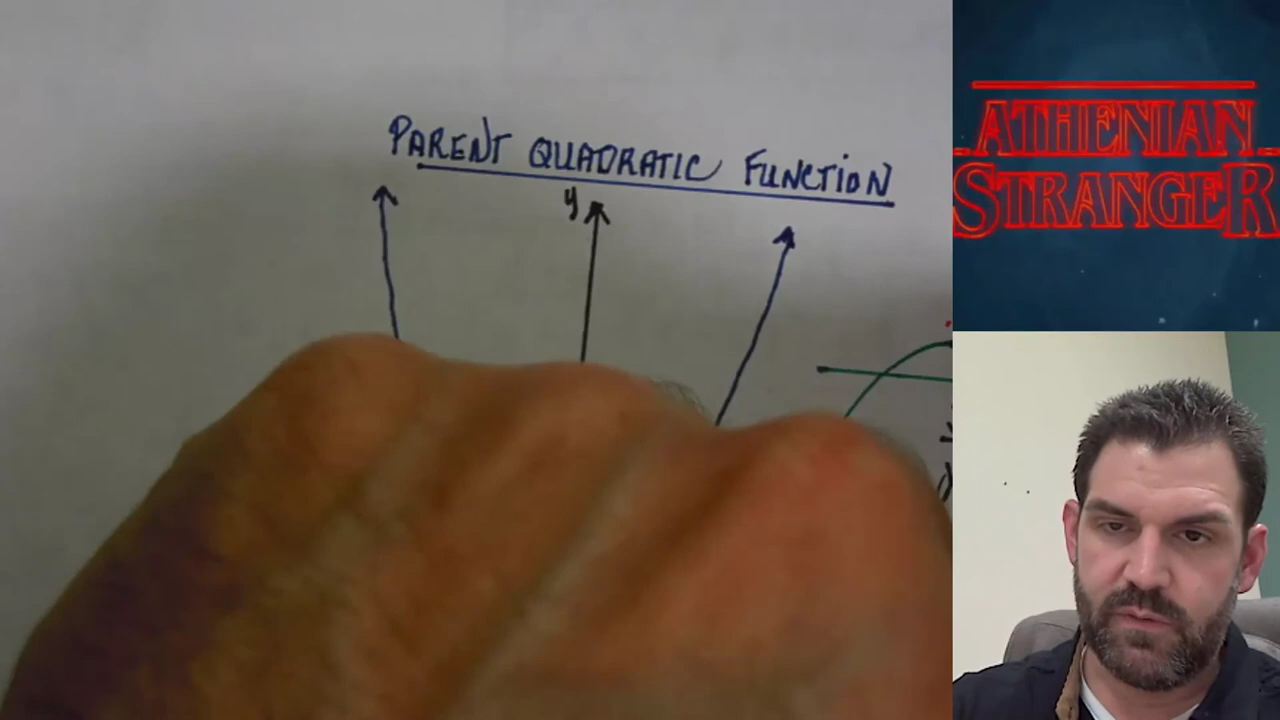 PARENT QUADRATIC FUNCTION
y
ATHENIAN
STRANGER